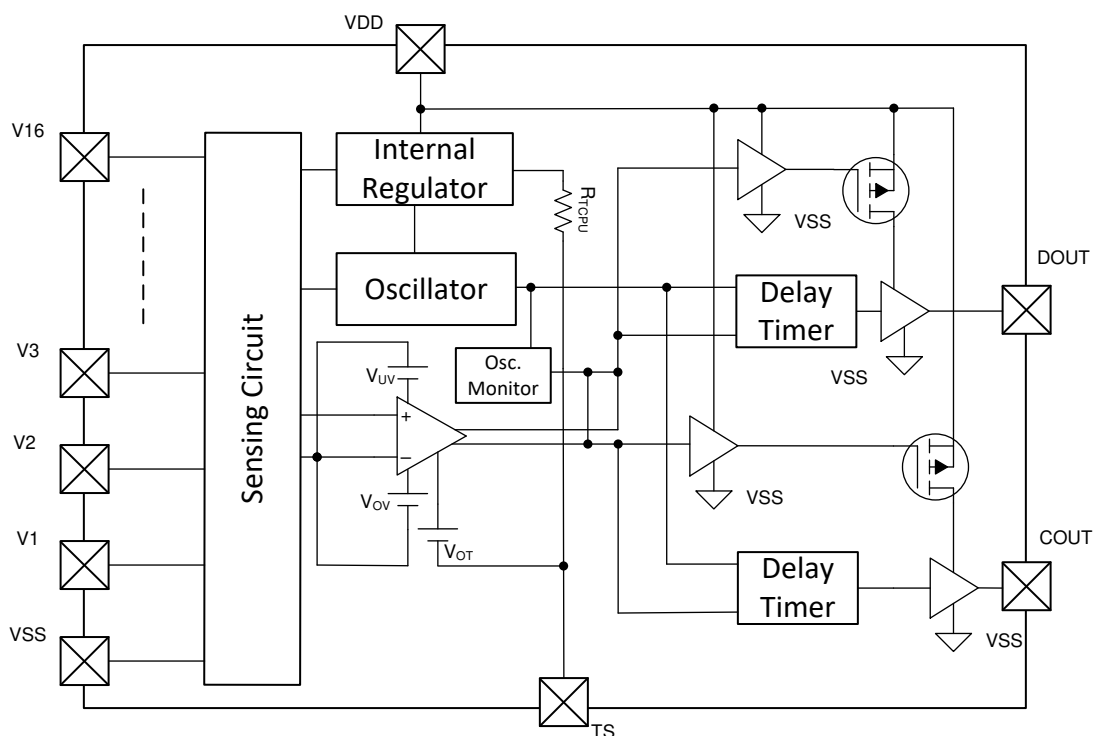 VDD
V16
Internal
Regulator
RTCPU
VSS
DOUT
Oscillator
Delay
Timer
V3
Osc.
Monitor
VUV
VSS
Sensing Circuit
+
V2
−
VOV
VSS
V1
VOT
COUT
Delay
Timer
VSS
VSS
TS